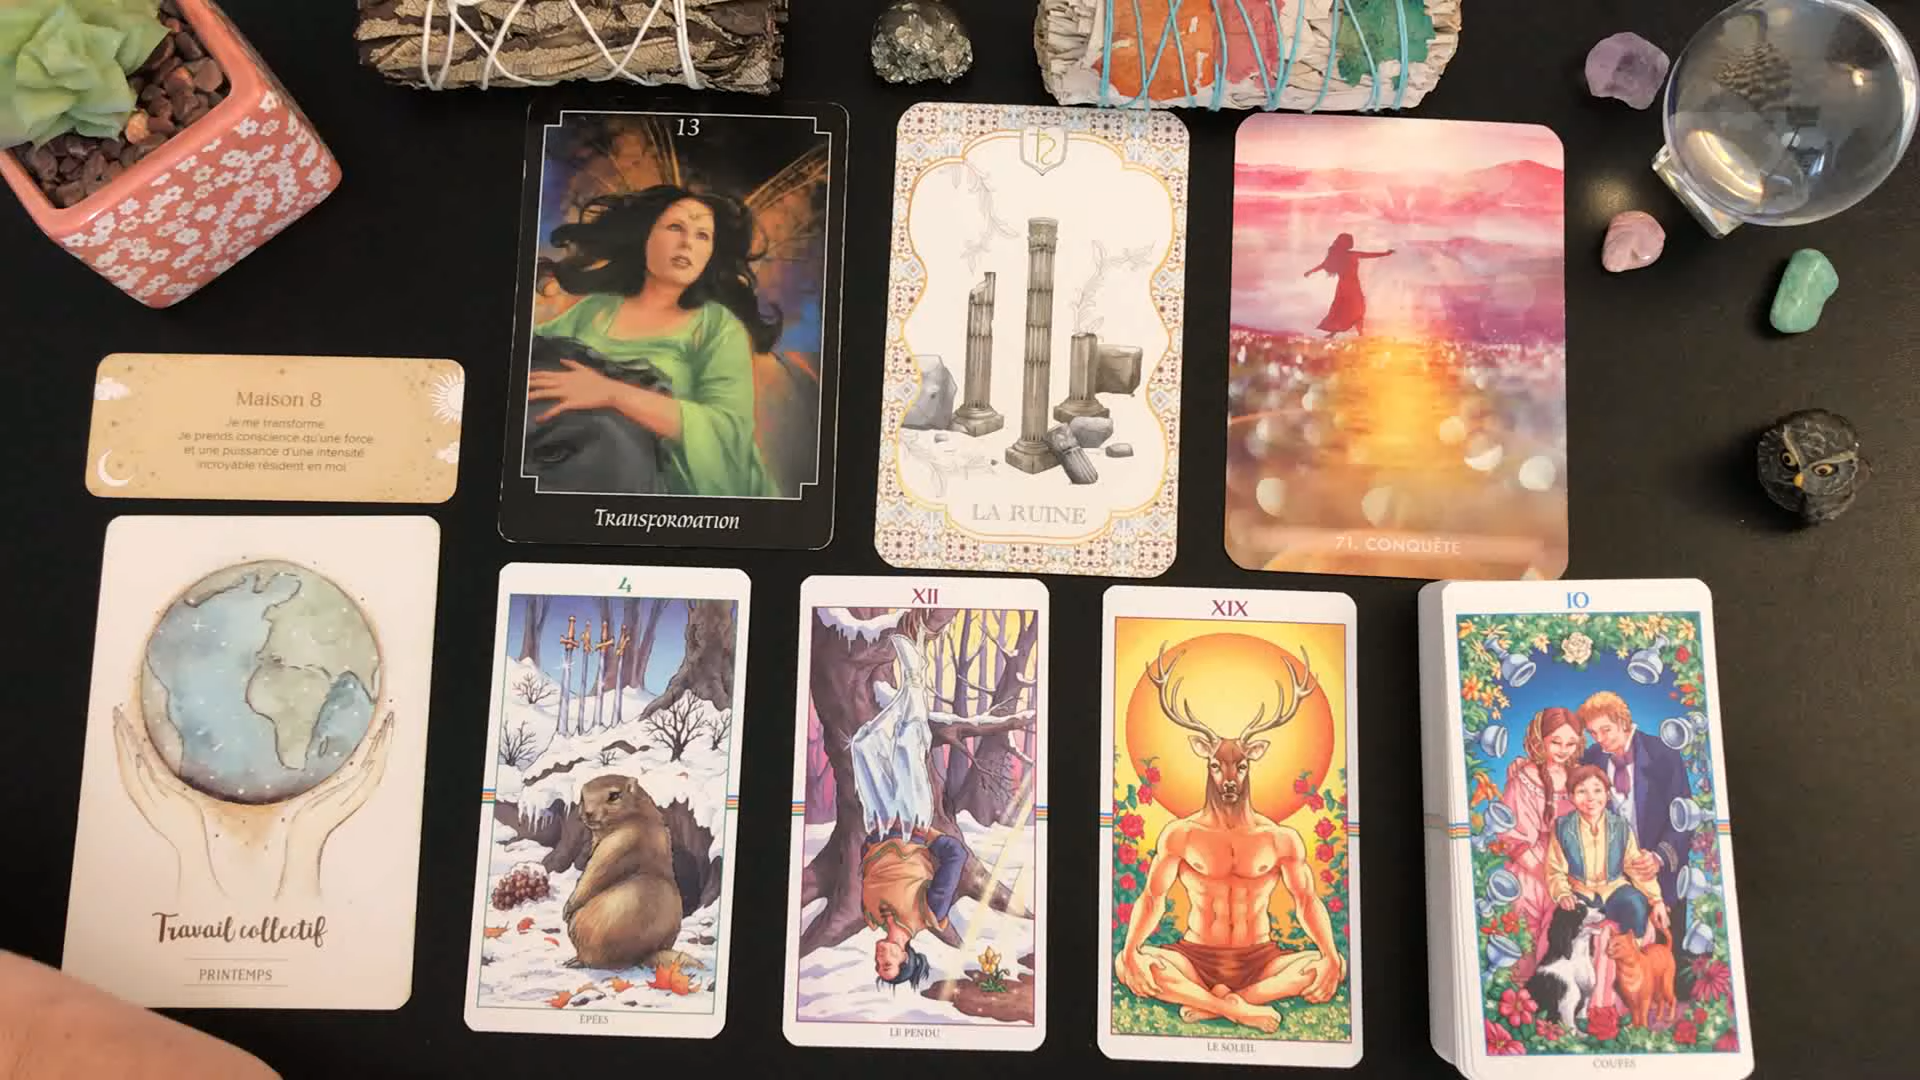 13
Transformation
LA RUINE
71. CONQUÊTE
Maison 8
Je me transforme
Je prends conscience qu'une force
et une puissance d'une intensité
incroyable résident en moi
Travail collectif
PRINTEMPS
4
ÉPÉES
XII
LE PENDU
XIX
LE SOLEIL
10
COUPES